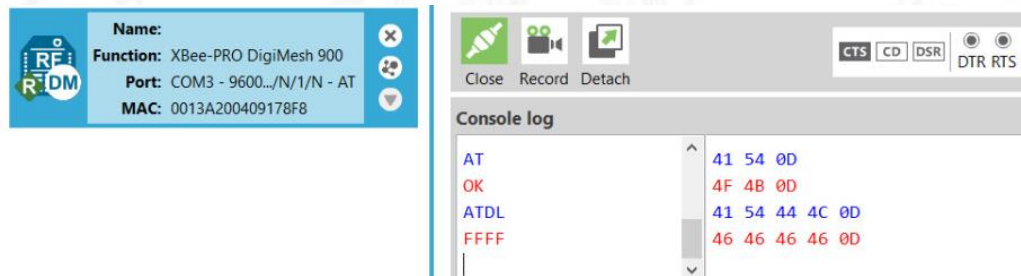 Name:
Function: XBee-PRO DigiMesh 900
Port: COM3 - 9600.../N/1/N - AT
MAC: 0013A200409178F8
RF
R
DM
Close Record Detach
CTS CD DSR DTR RTS
Console log
AT 41 54 0D
OK 4F 4B 0D
ATDL 41 54 44 4C 0D
FFFF 46 46 46 46 0D